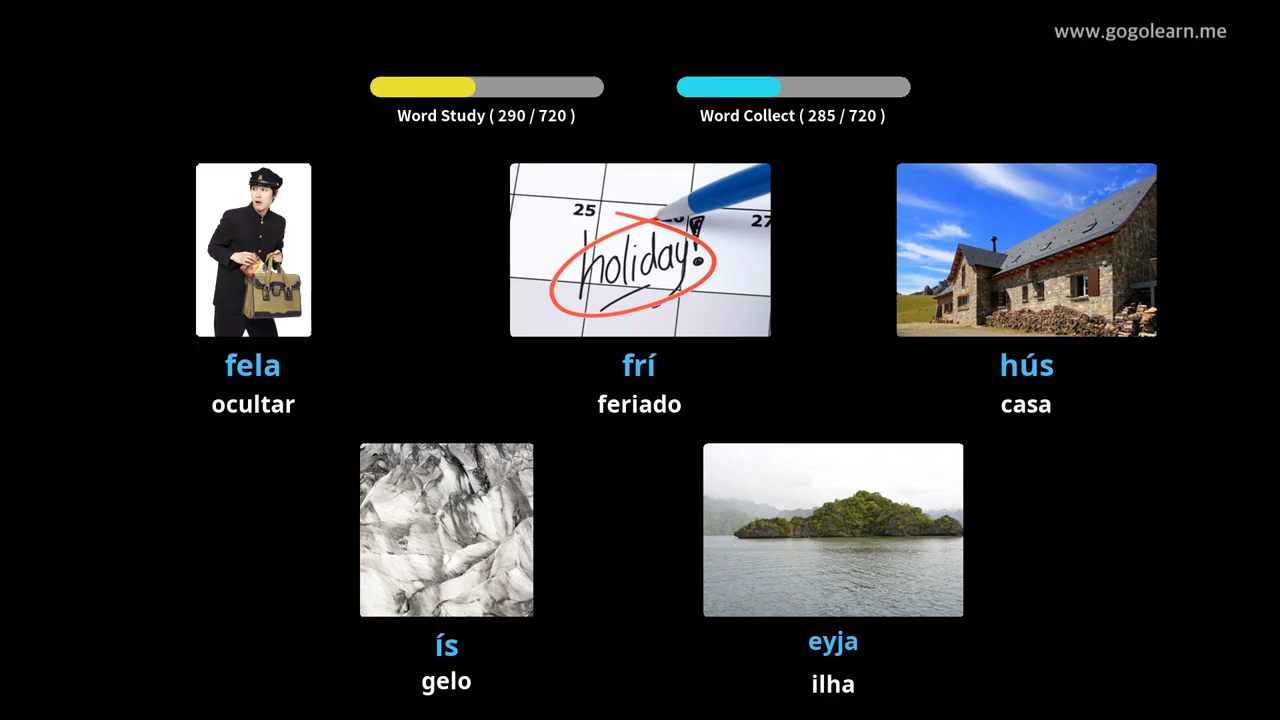 www.gogolearn.me
Word Study ( 290 / 720 )
Word Collect ( 285 / 720 )
25
27
holiday!
fela
frí
hús
ocultar
feriado
casa
ís
eyja
gelo
ilha